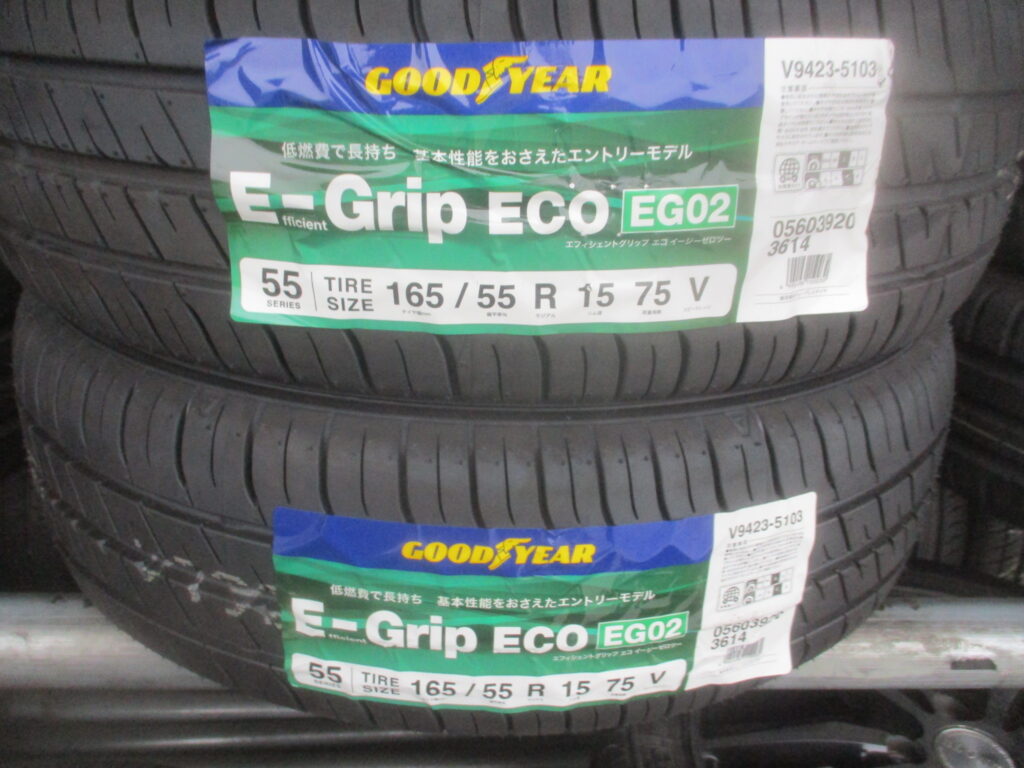 GOODYEAR
低燃費で長持ち 基本性能をおさえたエントリーモデル
E-fficient Grip ECO EG02
エフィシェントグリップ エコ イージーゼロツー
55 SERIES TIRE SIZE 165 / 55 R 15 75 V
V9423-5103
05603920
3614
GOODYEAR
低燃費で長持ち 基本性能をおさえたエントリーモデル
E-fficient Grip ECO EG02
エフィシェントグリップ エコ イージーゼロツー
55 SERIES TIRE SIZE 165 / 55 R 15 75 V
V9423-5103
3614